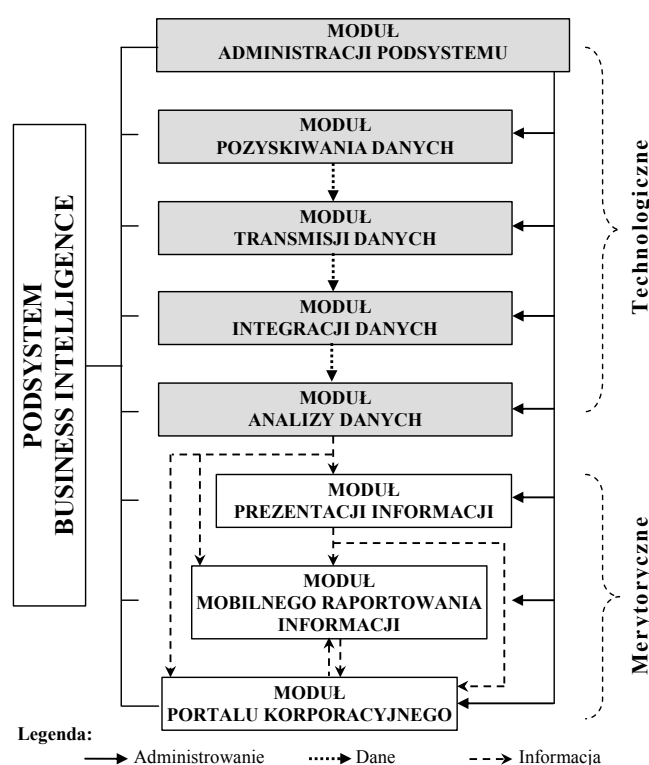 MODUŁ
ADMINISTRACJI PODSYSTEMU
PODSYSTEM
BUSINESS INTELLIGENCE
MODUŁ
POZYSKIWANIA DANYCH
MODUŁ
TRANSMISJI DANYCH
MODUŁ
INTEGRACJI DANYCH
MODUŁ
ANALIZY DANYCH
Technologiczne
MODUŁ
PREZENTACJI INFORMACJI
MODUŁ
MOBILNEGO RAPORTOWANIA
INFORMACJI
MODUŁ
PORTALU KORPORACYJNEGO
Merytoryczne
Legenda:
Administrowanie Dane Informacja